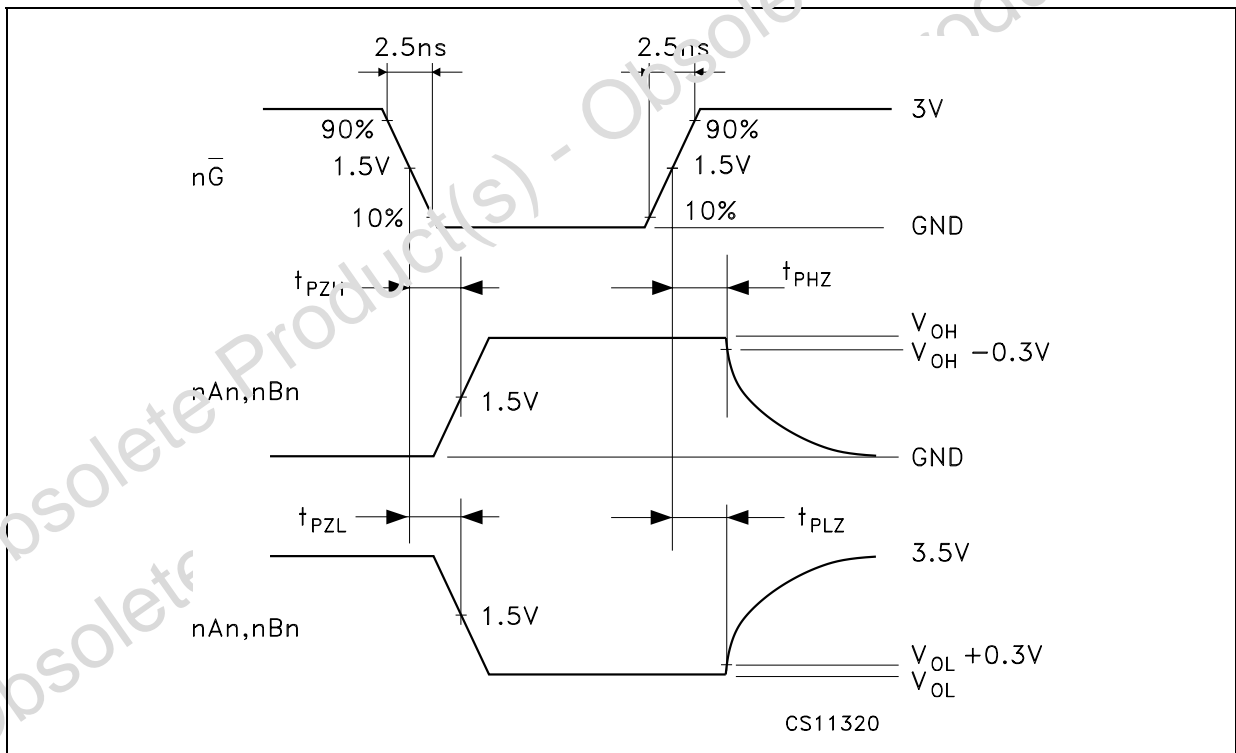 2.5ns 2.5ns
3V
90% 90%
nG̅ 1.5V 1.5V
10% 10%
GND
tPZH tPHZ
VOH
VOH -0.3V
nAn,nBn 1.5V
GND
tPZL tPLZ
3.5V
nAn,nBn 1.5V
VOL +0.3V
VOL
CS11320
Obsolete Product(s) - Obsolete Product
Obsolete